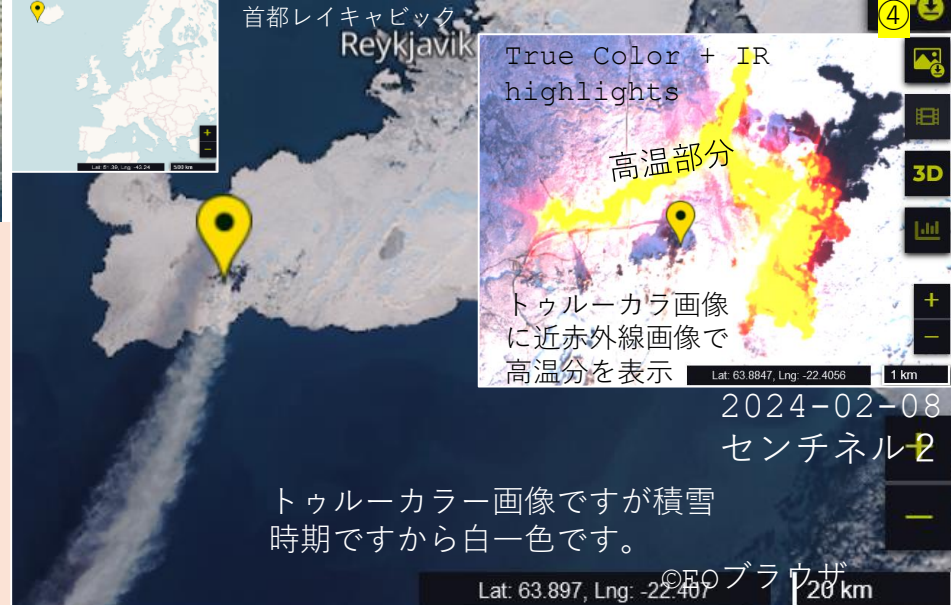 首都レイキャビック
Reykjavik
④
True Color + IR
highlights
高温部分
3D
トゥルーカラ画像
に近赤外線画像で
高温分を表示
Lat: 63.8847, Lng: -22.4056
1 km
+
−
+
−
500 km
2024-02-08
センチネル2
+
−
トゥルーカラー画像ですが積雪
時期ですから白一色です。
©EOブラウザ
Lat: 63.897, Lng: -22.407
20 km